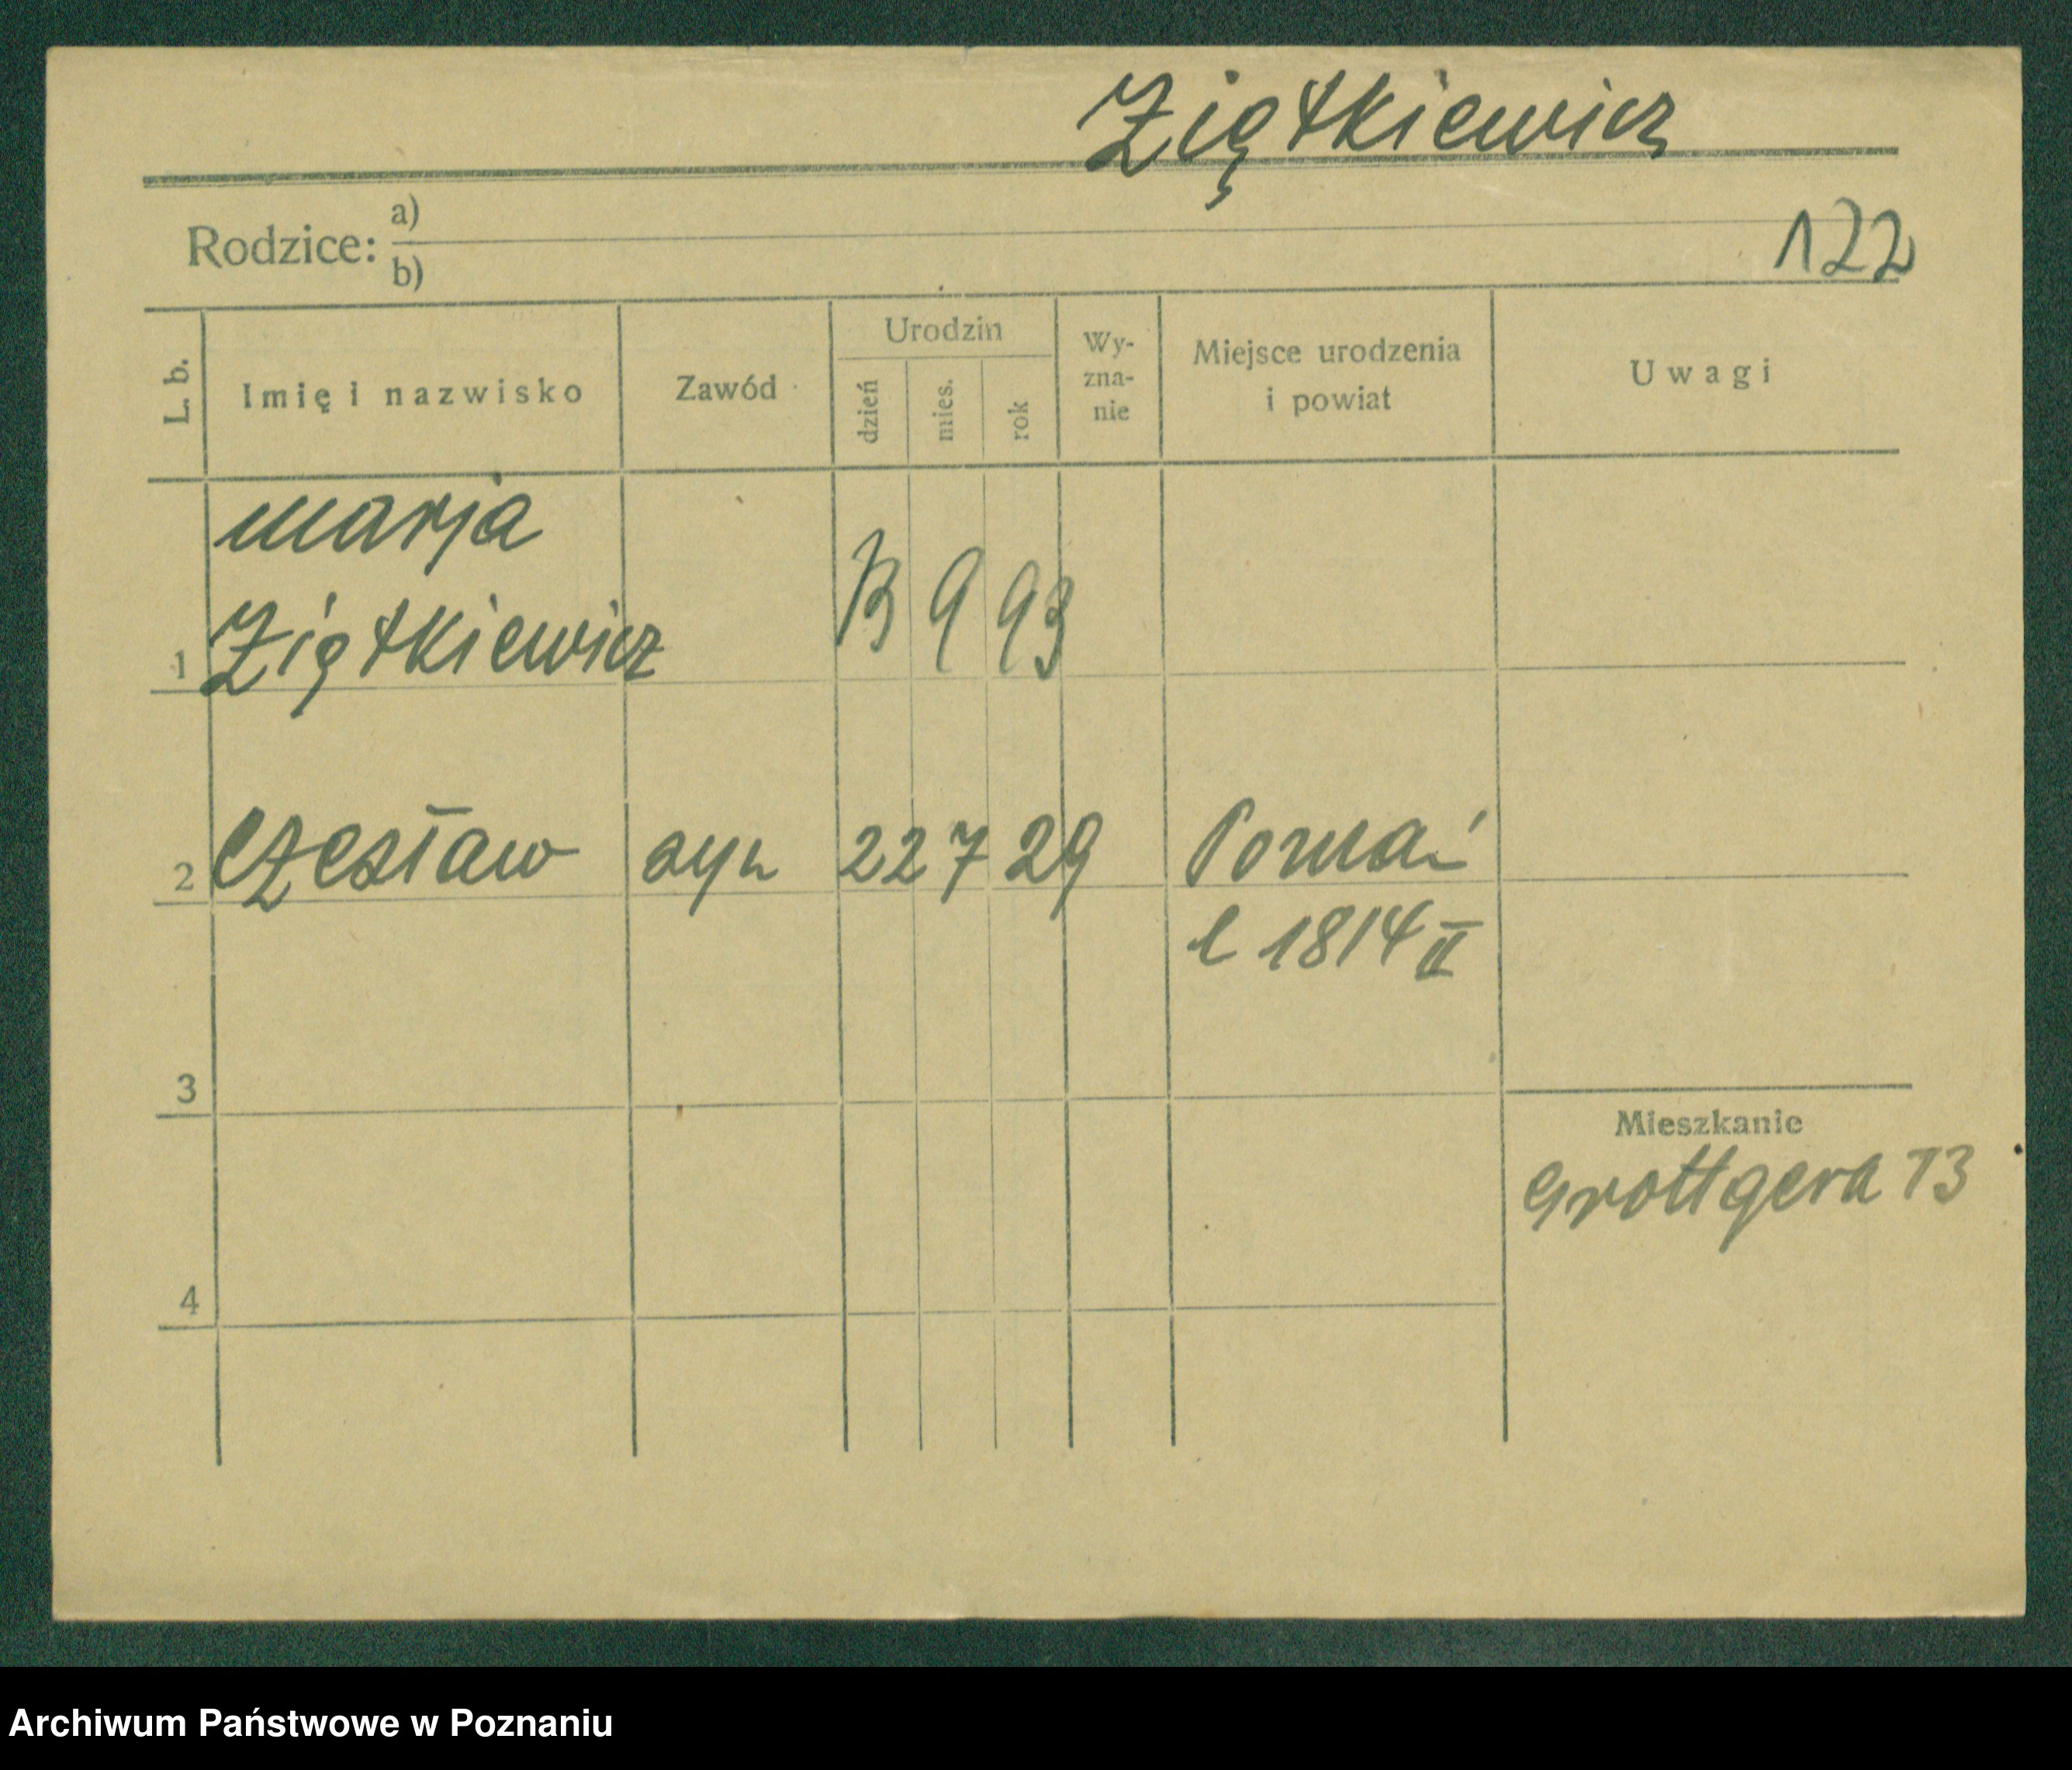 Ziątkiewicz
Rodzice: a)
b)
122
L. b.
Imię i nazwisko
Zawód
Urodzin
dzień
mies.
rok
Wy-
zna-
nie
Miejsce urodzenia
i powiat
Uwagi
Marja
1 Ziątkiewicz 13 9 93
2 Czesław syn 22 7 29 Poznań
l 1814 II
3
Mieszkanie
Grottgera 13
4
Archiwum Państwowe w Poznaniu